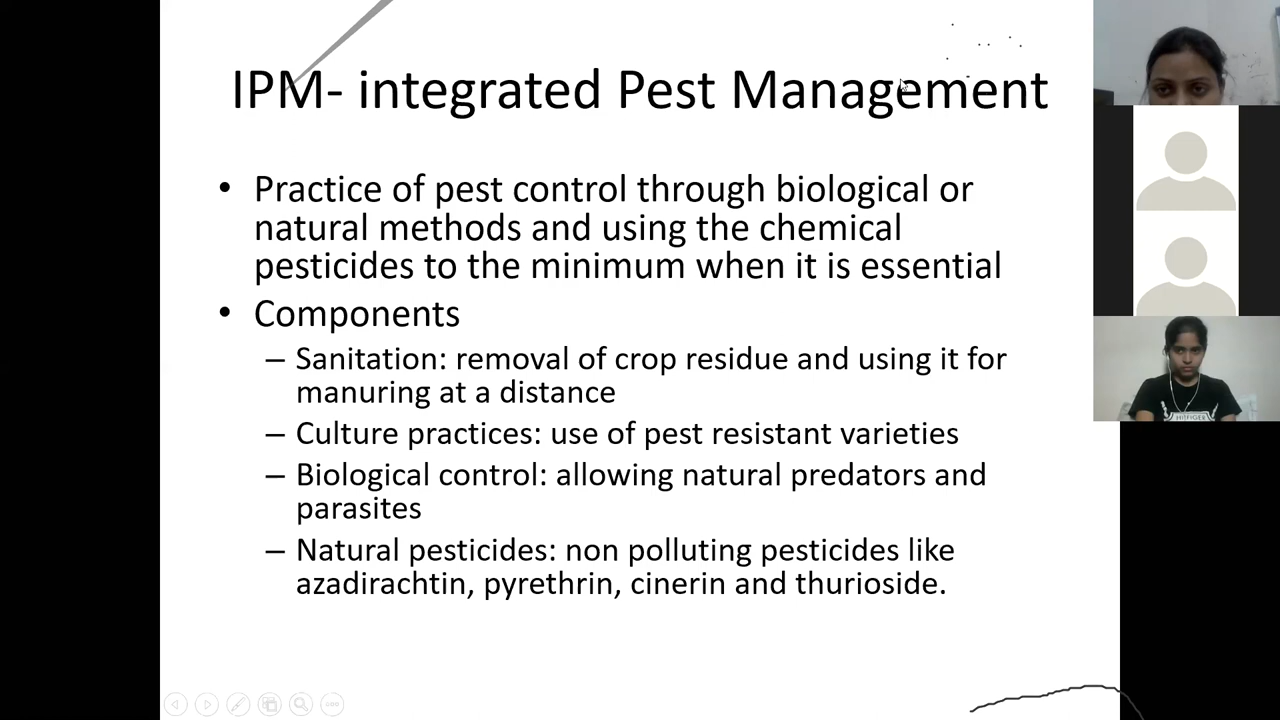 IPM- integrated Pest Management
• Practice of pest control through biological or
natural methods and using the chemical
pesticides to the minimum when it is essential
• Components
– Sanitation: removal of crop residue and using it for
manuring at a distance
– Culture practices: use of pest resistant varieties
– Biological control: allowing natural predators and
parasites
– Natural pesticides: non polluting pesticides like
azadirachtin, pyrethrin, cinerin and thurioside.